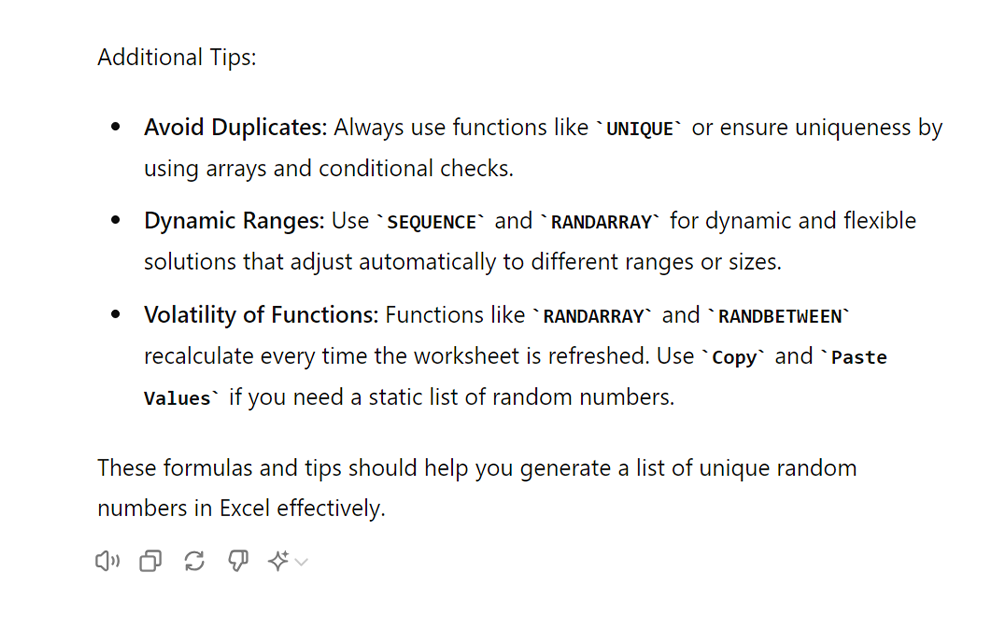 Additional Tips:
• Avoid Duplicates: Always use functions like `UNIQUE` or ensure uniqueness by
using arrays and conditional checks.
• Dynamic Ranges: Use `SEQUENCE` and `RANDARRAY` for dynamic and flexible
solutions that adjust automatically to different ranges or sizes.
• Volatility of Functions: Functions like `RANDARRAY` and `RANDBETWEEN`
recalculate every time the worksheet is refreshed. Use `Copy` and `Paste
Values` if you need a static list of random numbers.
These formulas and tips should help you generate a list of unique random
numbers in Excel effectively.